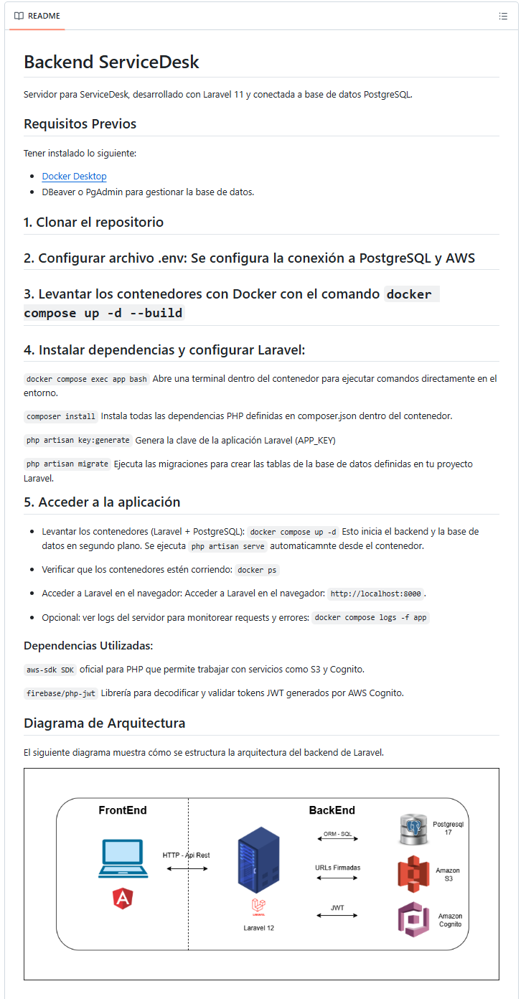 README
Backend ServiceDesk
Servidor para ServiceDesk, desarrollado con Laravel 11 y conectada a base de datos PostgreSQL.
Requisitos Previos
Tener instalado lo siguiente:
Docker Desktop
DBeaver o PgAdmin para gestionar la base de datos.
1. Clonar el repositorio
2. Configurar archivo .env: Se configura la conexión a PostgreSQL y AWS
3. Levantar los contenedores con Docker con el comando docker
compose up -d --build
4. Instalar dependencias y configurar Laravel:
docker compose exec app bash Abre una terminal dentro del contenedor para ejecutar comandos directamente en el
entorno.
composer install Instala todas las dependencias PHP definidas en composer.json dentro del contenedor.
php artisan key:generate Genera la clave de la aplicación Laravel (APP_KEY)
php artisan migrate Ejecuta las migraciones para crear las tablas de la base de datos definidas en tu proyecto
Laravel.
5. Acceder a la aplicación
Levantar los contenedores (Laravel + PostgreSQL): docker compose up -d Esto inicia el backend y la base de
datos en segundo plano. Se ejecuta php artisan serve automaticamnte desde el contenedor.
Verificar que los contenedores estén corriendo: docker ps
Acceder a Laravel en el navegador: Acceder a Laravel en el navegador: http://localhost:8000.
Opcional: ver logs del servidor para monitorear requests y errores: docker compose logs -f app
Dependencias Utilizadas:
aws-sdk SDK oficial para PHP que permite trabajar con servicios como S3 y Cognito.
firebase/php-jwt Librería para decodificar y validar tokens JWT generados por AWS Cognito.
Diagrama de Arquitectura
El siguiente diagrama muestra cómo se estructura la arquitectura del backend de Laravel.
FrontEnd
BackEnd
HTTP - Api Rest
LARAVEL
Laravel 12
ORM - SQL
Postgresql
17
URLs Firmadas
Amazon
S3
JWT
Amazon
Cognito